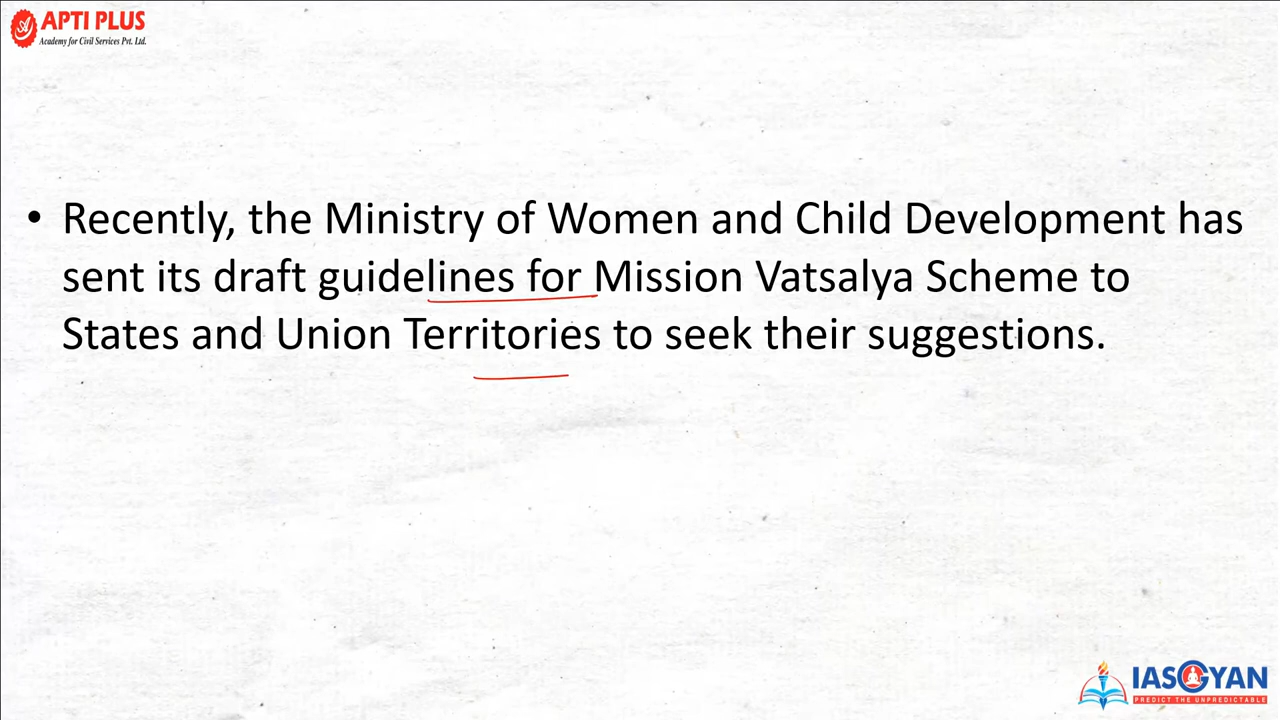 APTI PLUS
Academy for Civil Services Pvt. Ltd.
• Recently, the Ministry of Women and Child Development has
sent its draft guidelines for Mission Vatsalya Scheme to
States and Union Territories to seek their suggestions.
IASGYAN
PREDICT THE UNPREDICTABLE